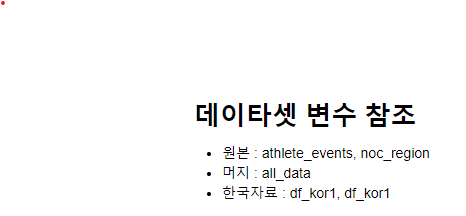 데이타셋 변수 참조
원본 : athlete_events, noc_region
머지 : all_data
한국자료 : df_kor1, df_kor1